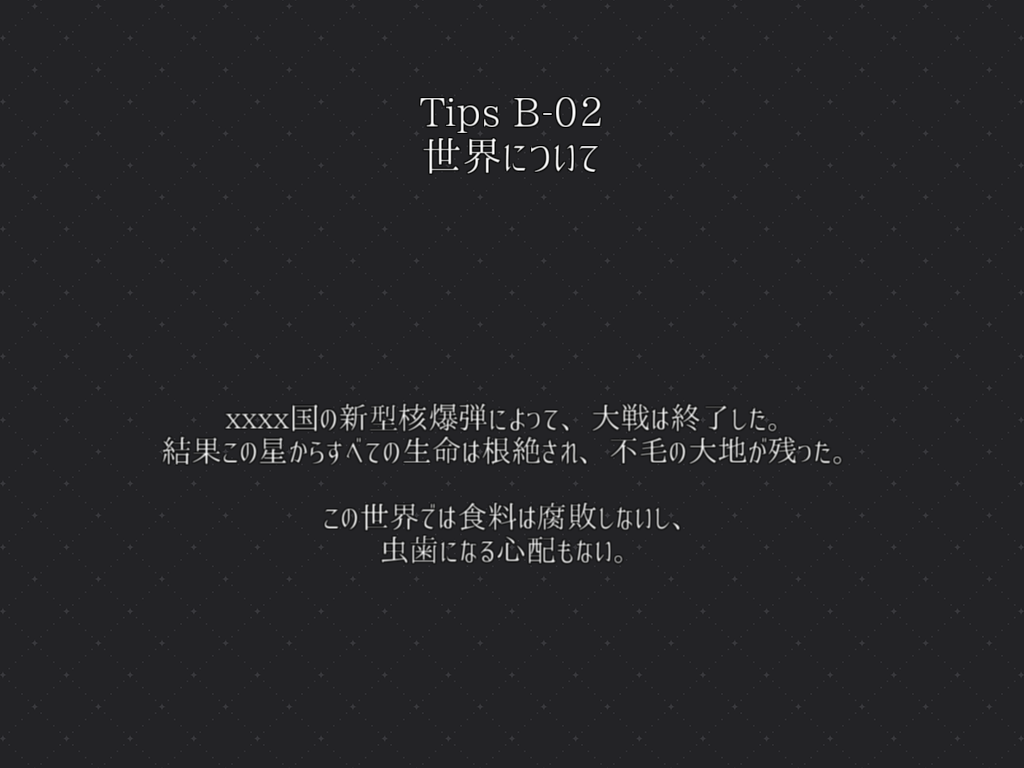 Tips B-02
世界について
xxxx国の新型核爆弾によって、大戦は終了した。
結果この星からすべての生命は根絶され、不毛の大地が残った。
この世界では食料は腐敗しないし、
虫歯になる心配もない。